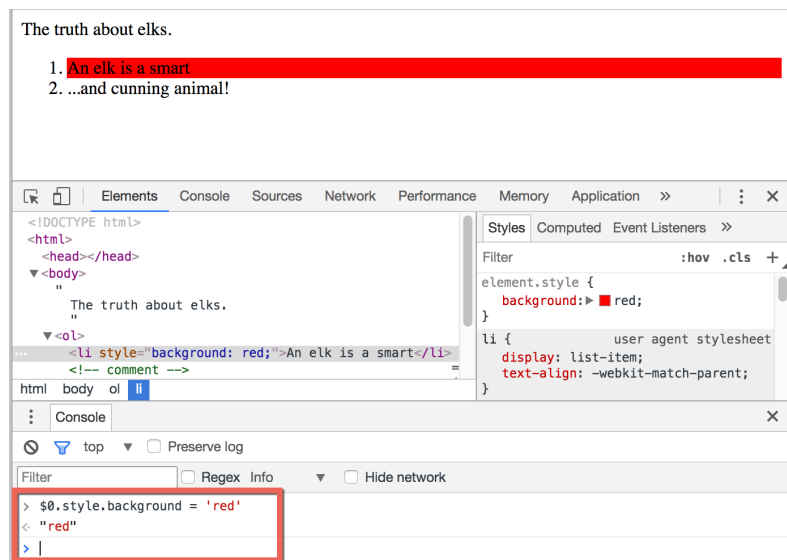 The truth about elks.
1. An elk is a smart
2. ...and cunning animal!
Elements Console Sources Network Performance Memory Application »
<!DOCTYPE html>
<html>
<head></head>
▼<body>
"
The truth about elks.
"
▼<ol>
... <li style="background: red;">An elk is a smart</li>
<!-- comment -->
html body ol li
Styles Computed Event Listeners »
Filter :hov .cls +
element.style {
background:▶ red;
}
li { user agent stylesheet
display: list-item;
text-align: -webkit-match-parent;
}
Console
top ▼ Preserve log
Filter Regex Info ▼ Hide network
> $0.style.background = 'red'
<· "red"
>